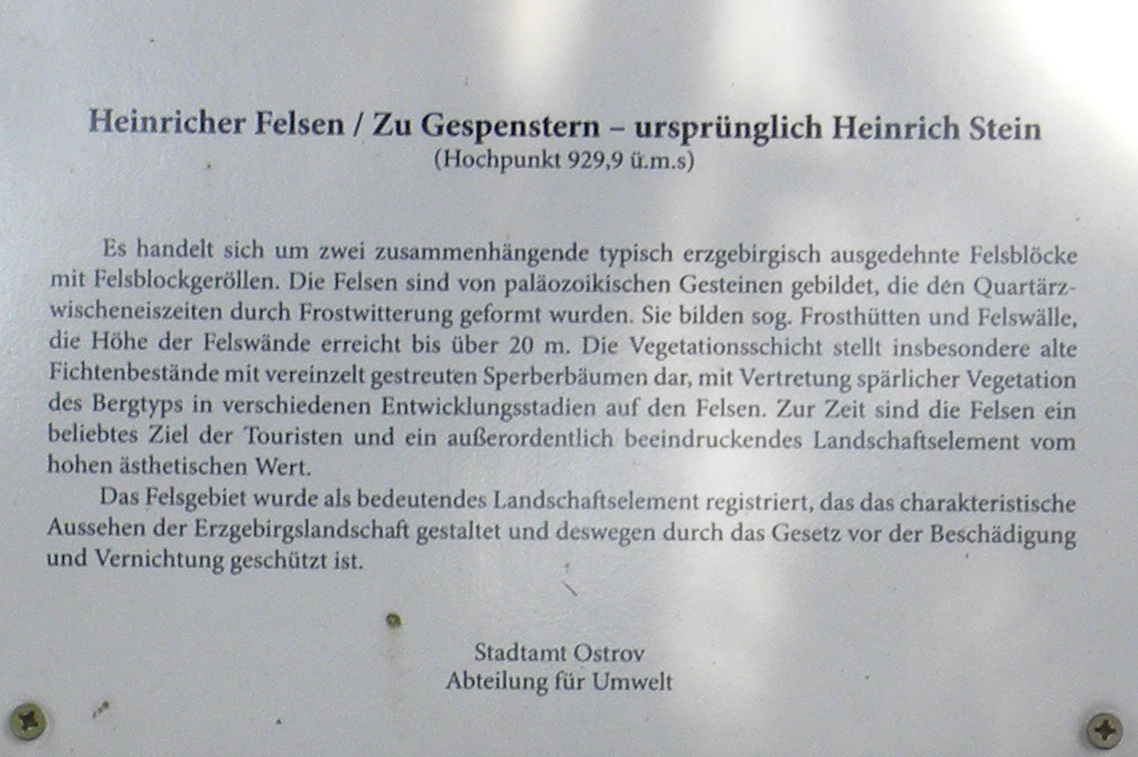 Heinricher Felsen / Zu Gespenstern – ursprünglich Heinrich Stein
(Hochpunkt 929,9 ü.m.s)
Es handelt sich um zwei zusammenhängende typisch erzgebirgisch ausgedehnte Felsblöcke
mit Felsblockgeröllen. Die Felsen sind von paläozoikischen Gesteinen gebildet, die den Quartärz-
wischeneiszeiten durch Frostwitterung geformt wurden. Sie bilden sog. Frosthütten und Felswälle,
die Höhe der Felswände erreicht bis über 20 m. Die Vegetationsschicht stellt insbesondere alte
Fichtenbestände mit vereinzelt gestreuten Sperberbäumen dar, mit Vertretung spärlicher Vegetation
des Bergtyps in verschiedenen Entwicklungsstadien auf den Felsen. Zur Zeit sind die Felsen ein
beliebtes Ziel der Touristen und ein außerordentlich beeindruckendes Landschaftselement vom
hohen ästhetischen Wert.
Das Felsgebiet wurde als bedeutendes Landschaftselement registriert, das das charakteristische
Aussehen der Erzgebirgslandschaft gestaltet und deswegen durch das Gesetz vor der Beschädigung
und Vernichtung geschützt ist.
Stadtamt Ostrov
Abteilung für Umwelt